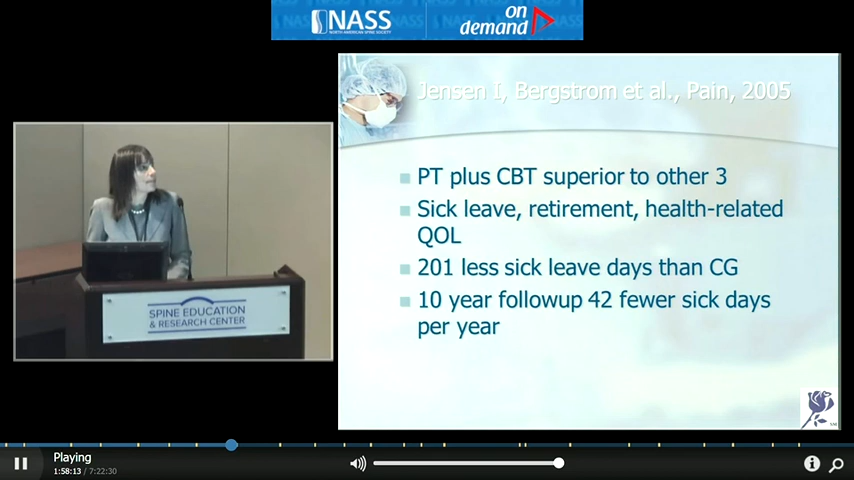 NASS
NORTH AMERICAN SPINE SOCIETY
on
demand
Jensen I, Bergstrom et al., Pain, 2005
PT plus CBT superior to other 3
Sick leave, retirement, health-related
QOL
201 less sick leave days than CG
10 year followup 42 fewer sick days
per year
SPINE EDUCATION
& RESEARCH CENTER
Playing
1:58:13 / 7:22:30